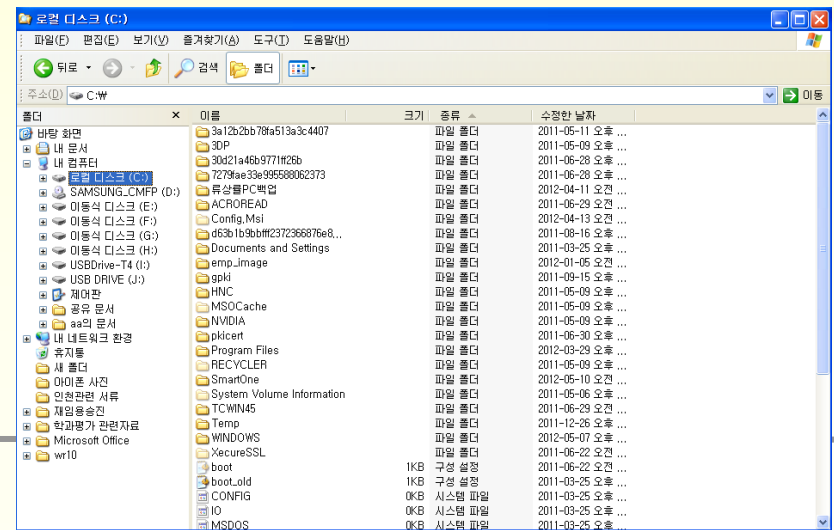 로컬 디스크 (C:)
파일(F) 편집(E) 보기(V) 즐겨찾기(A) 도구(T) 도움말(H)
뒤로 검색 폴더
주소(D) C:₩ 이동
폴더 × 이름 크기 종류 수정한 날짜
바탕 화면
내 문서
내 컴퓨터
로컬 디스크 (C:)
SAMSUNG_CMFP (D:)
이동식 디스크 (E:)
이동식 디스크 (F:)
이동식 디스크 (G:)
이동식 디스크 (H:)
USBDrive-T4 (I:)
USB DRIVE (J:)
제어판
공유 문서
aa의 문서
내 네트워크 환경
휴지통
새 폴더
아이폰 사진
인천관련 서류
재임용승진
학과평가 관련자료
Microsoft Office
wr10
3a12b2bb78fa513a3c4407 파일 폴더 2011-05-11 오후 ...
3DP 파일 폴더 2011-05-09 오후 ...
30d21a46b9771ff26b 파일 폴더 2011-06-28 오후 ...
7279fae33e995588062373 파일 폴더 2011-06-28 오후 ...
류상률PC백업 파일 폴더 2012-04-11 오전 ...
ACROREAD 파일 폴더 2011-06-29 오전 ...
Config.Msi 파일 폴더 2012-04-13 오전 ...
d63b1b9bbfff2372366876e8... 파일 폴더 2011-08-16 오후 ...
Documents and Settings 파일 폴더 2011-03-25 오후 ...
emp_image 파일 폴더 2012-01-05 오전 ...
gpki 파일 폴더 2011-09-15 오후 ...
HNC 파일 폴더 2011-05-09 오후 ...
MSOCache 파일 폴더 2011-05-09 오후 ...
NVIDIA 파일 폴더 2011-05-09 오후 ...
pkicert 파일 폴더 2011-06-30 오후 ...
Program Files 파일 폴더 2012-03-29 오후 ...
RECYCLER 파일 폴더 2011-05-09 오후 ...
SmartOne 파일 폴더 2012-05-10 오전 ...
System Volume Information 파일 폴더 2011-05-06 오후 ...
TCWIN45 파일 폴더 2011-06-29 오전 ...
Temp 파일 폴더 2011-12-26 오후 ...
WINDOWS 파일 폴더 2012-05-07 오후 ...
XecureSSL 파일 폴더 2011-06-22 오전 ...
boot 1KB 구성 설정 2011-06-22 오전 ...
boot_old 1KB 구성 설정 2011-03-25 오후 ...
CONFIG 0KB 시스템 파일 2011-03-25 오후 ...
IO 0KB 시스템 파일 2011-03-25 오후 ...
MSDOS 0KB 시스템 파일 2011-03-25 오후 ...